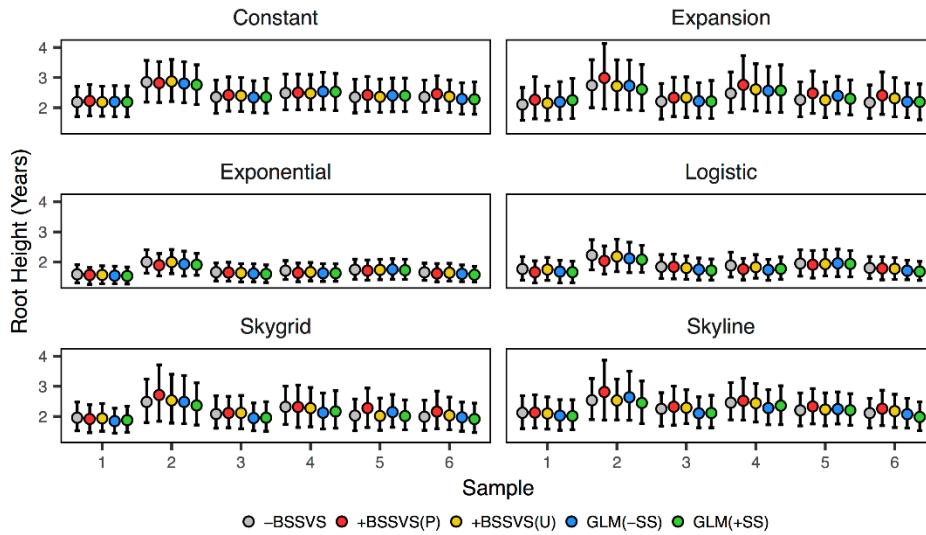 Constant
Expansion
4
3
2
Exponential
Logistic
4
3
2
Skygrid
Skyline
4
3
2
1 2 3 4 5 6
1 2 3 4 5 6
Root Height (Years)
Sample
−BSSVS +BSSVS(P) +BSSVS(U) GLM(−SS) GLM(+SS)